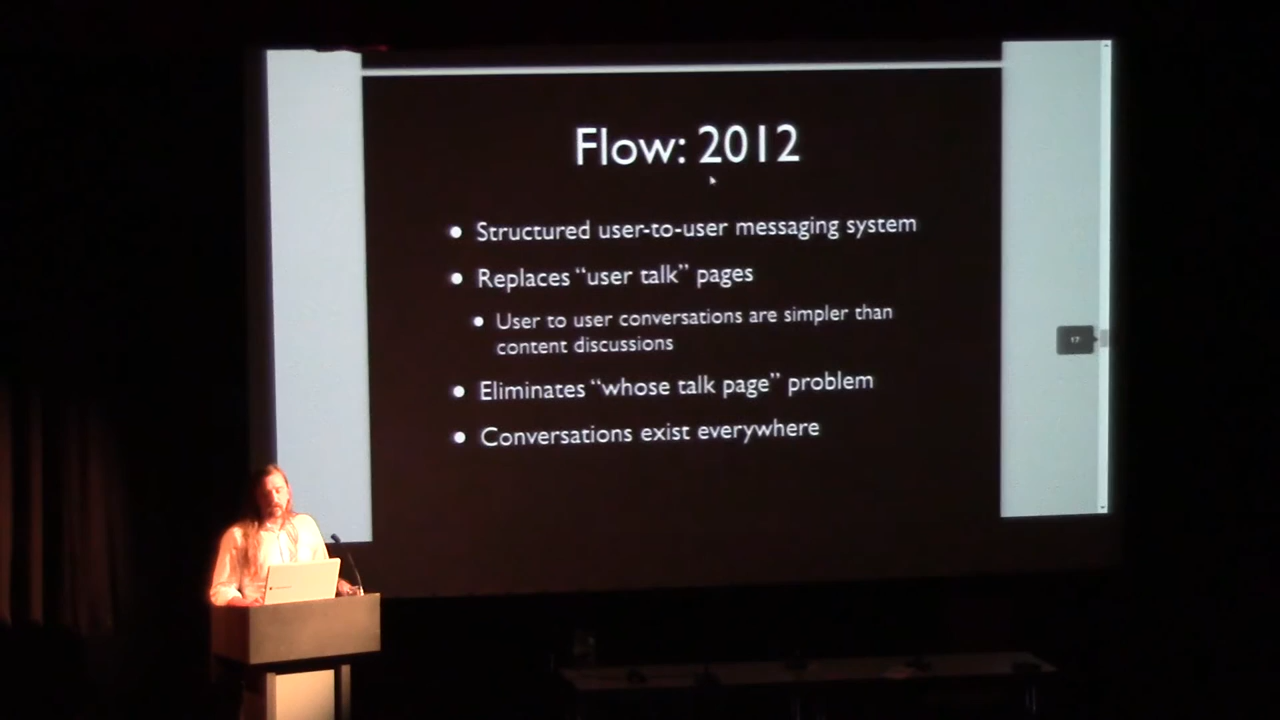 Flow: 2012
• Structured user-to-user messaging system
• Replaces “user talk” pages
• User to user conversations are simpler than
content discussions
• Eliminates “whose talk page” problem
• Conversations exist everywhere
17